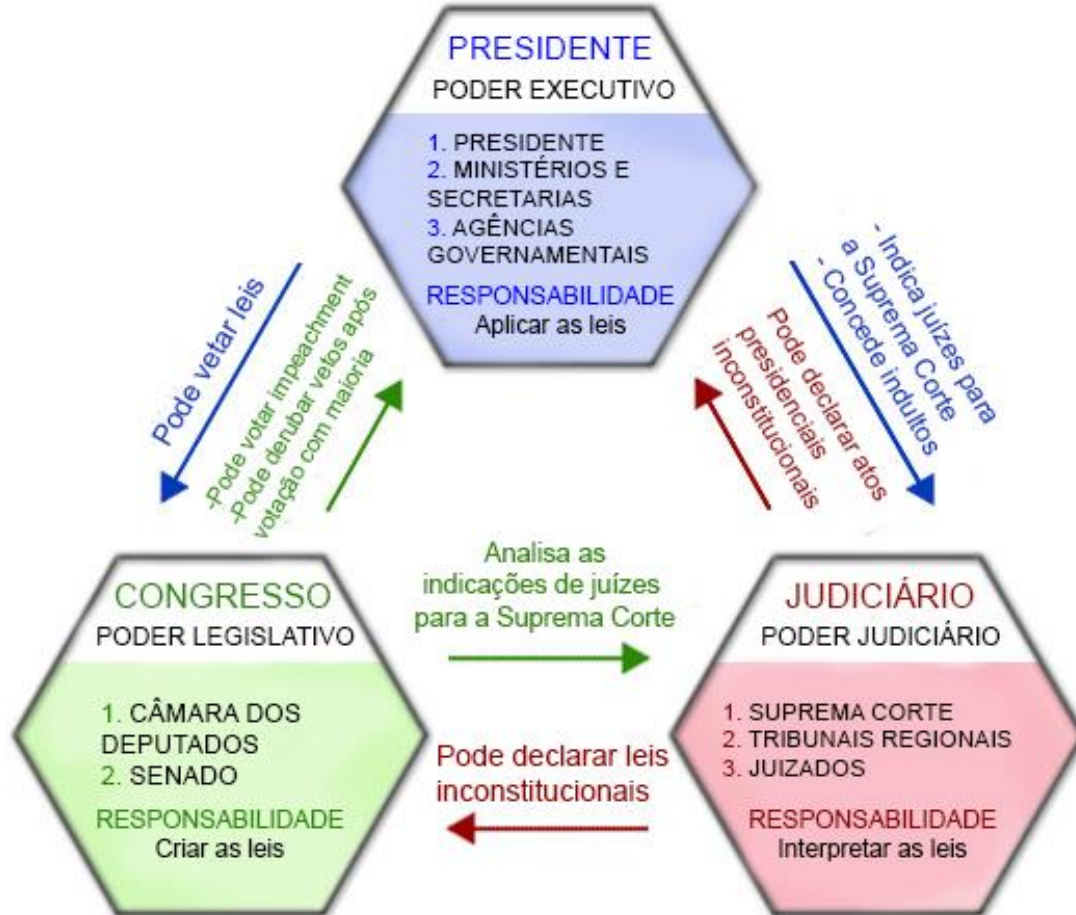 PRESIDENTE
PODER EXECUTIVO
1. PRESIDENTE
2. MINISTÉRIOS E
SECRETARIAS
3. AGÊNCIAS
GOVERNAMENTAIS
RESPONSABILIDADE
Aplicar as leis
Pode vetar leis
-Pode votar impeachment
-Pode derubar vetos após
votação com maioria
Pode declarar atos
presidenciais
inconstitucionais
- Indica juízes para
a Suprema Corte
- Concede indultos
CONGRESSO
PODER LEGISLATIVO
1. CÂMARA DOS
DEPUTADOS
2. SENADO
RESPONSABILIDADE
Criar as leis
Analisa as
indicações de juízes
para a Suprema Corte
Pode declarar leis
inconstitucionais
JUDICIÁRIO
PODER JUDICIÁRIO
1. SUPREMA CORTE
2. TRIBUNAIS REGIONAIS
3. JUIZADOS
RESPONSABILIDADE
Interpretar as leis